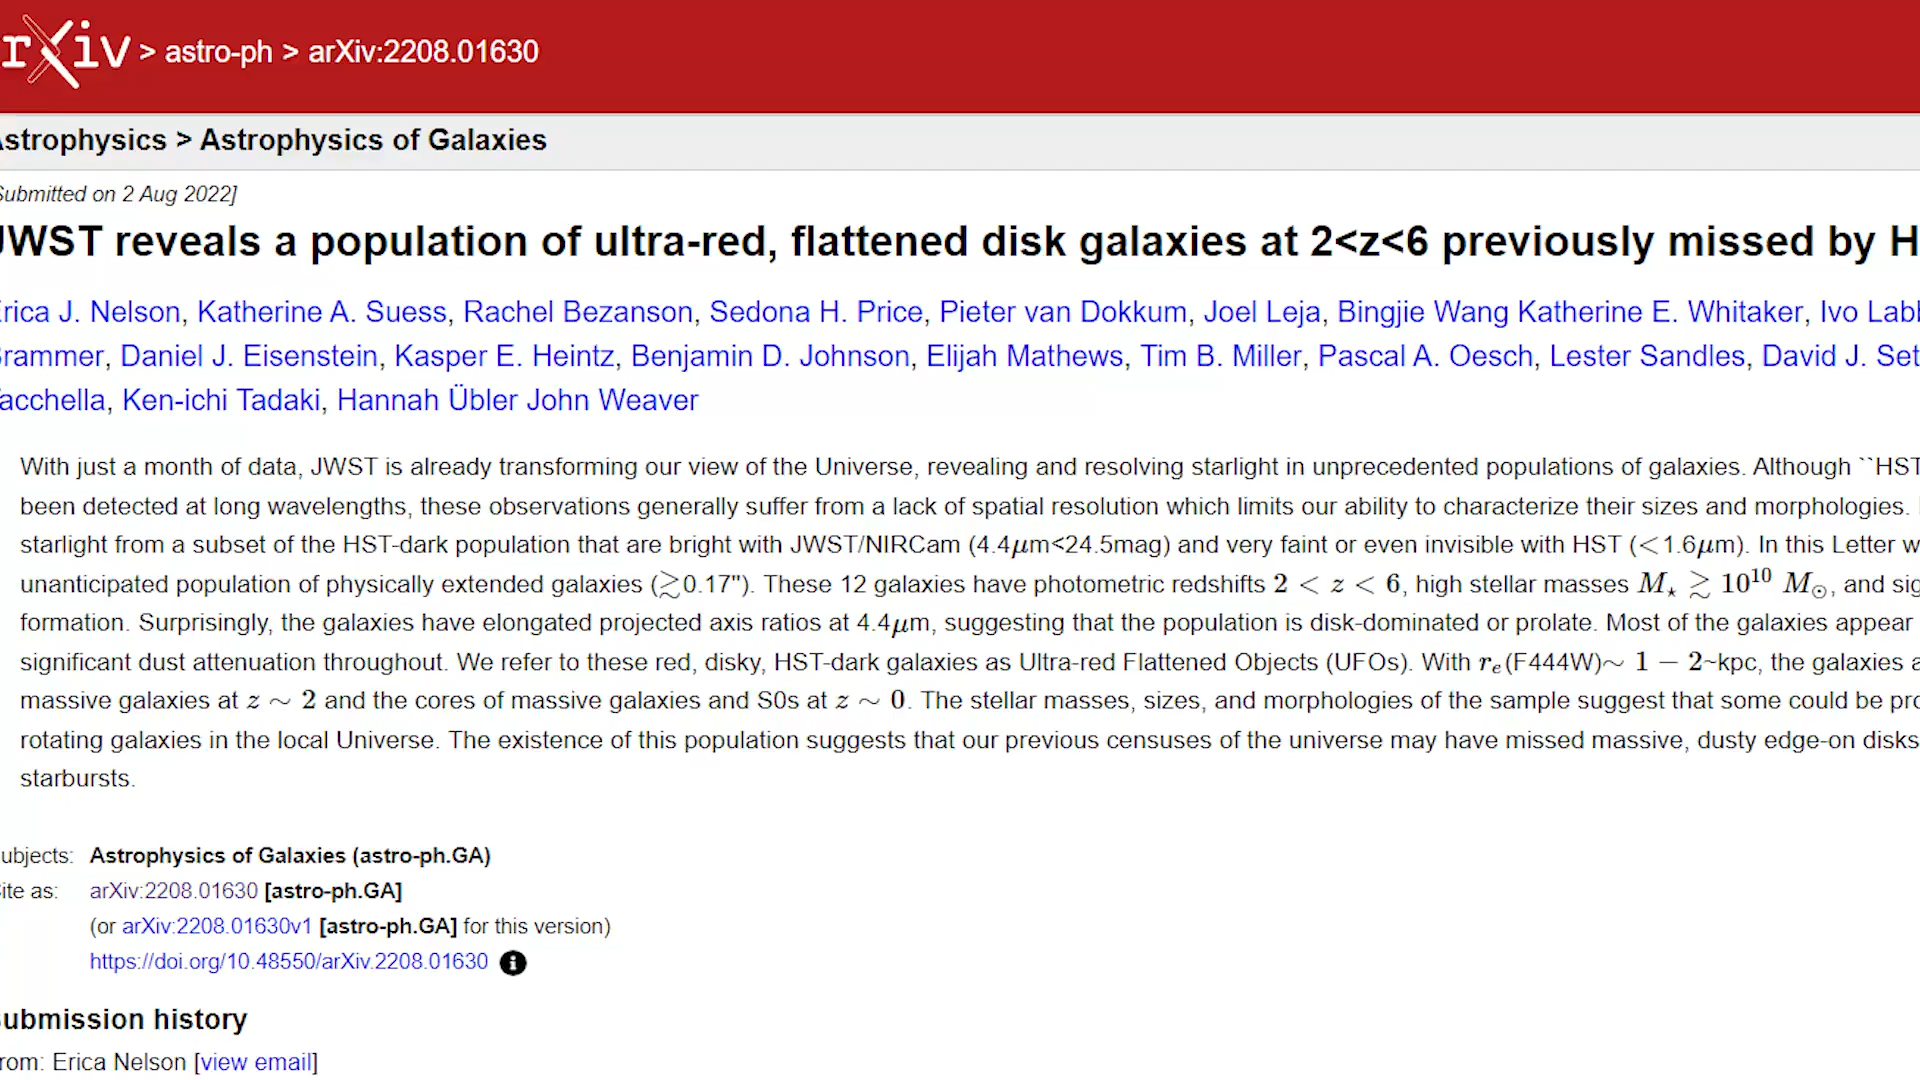 rXiv > astro-ph > arXiv:2208.01630
Astrophysics > Astrophysics of Galaxies
Submitted on 2 Aug 2022]
JWST reveals a population of ultra-red, flattened disk galaxies at 2<z<6 previously missed by H
rica J. Nelson, Katherine A. Suess, Rachel Bezanson, Sedona H. Price, Pieter van Dokkum, Joel Leja, Bingjie Wang Katherine E. Whitaker, Ivo Labb
rammer, Daniel J. Eisenstein, Kasper E. Heintz, Benjamin D. Johnson, Elijah Mathews, Tim B. Miller, Pascal A. Oesch, Lester Sandles, David J. Set
acchella, Ken-ichi Tadaki, Hannah Übler John Weaver
With just a month of data, JWST is already transforming our view of the Universe, revealing and resolving starlight in unprecedented populations of galaxies. Although ``HST
been detected at long wavelengths, these observations generally suffer from a lack of spatial resolution which limits our ability to characterize their sizes and morphologies.
starlight from a subset of the HST-dark population that are bright with JWST/NIRCam (4.4μm<24.5mag) and very faint or even invisible with HST (<1.6μm). In this Letter w
unanticipated population of physically extended galaxies (≳0.17"). These 12 galaxies have photometric redshifts 2 < z < 6, high stellar masses M⋆ ≳ 10¹⁰ M⊙, and sig
formation. Surprisingly, the galaxies have elongated projected axis ratios at 4.4μm, suggesting that the population is disk-dominated or prolate. Most of the galaxies appear
significant dust attenuation throughout. We refer to these red, disky, HST-dark galaxies as Ultra-red Flattened Objects (UFOs). With rₑ(F444W)∼ 1 − 2~kpc, the galaxies a
massive galaxies at z ∼ 2 and the cores of massive galaxies and S0s at z ∼ 0. The stellar masses, sizes, and morphologies of the sample suggest that some could be pro
rotating galaxies in the local Universe. The existence of this population suggests that our previous censuses of the universe may have missed massive, dusty edge-on disks
starbursts.
ubjects: Astrophysics of Galaxies (astro-ph.GA)
ite as: arXiv:2208.01630 [astro-ph.GA]
(or arXiv:2208.01630v1 [astro-ph.GA] for this version)
https://doi.org/10.48550/arXiv.2208.01630
ubmission history
rom: Erica Nelson [view email]